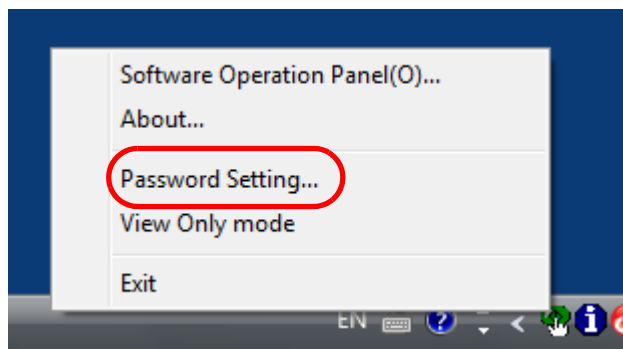 Software Operation Panel(O)...
About...
Password Setting...
View Only mode
Exit
EN